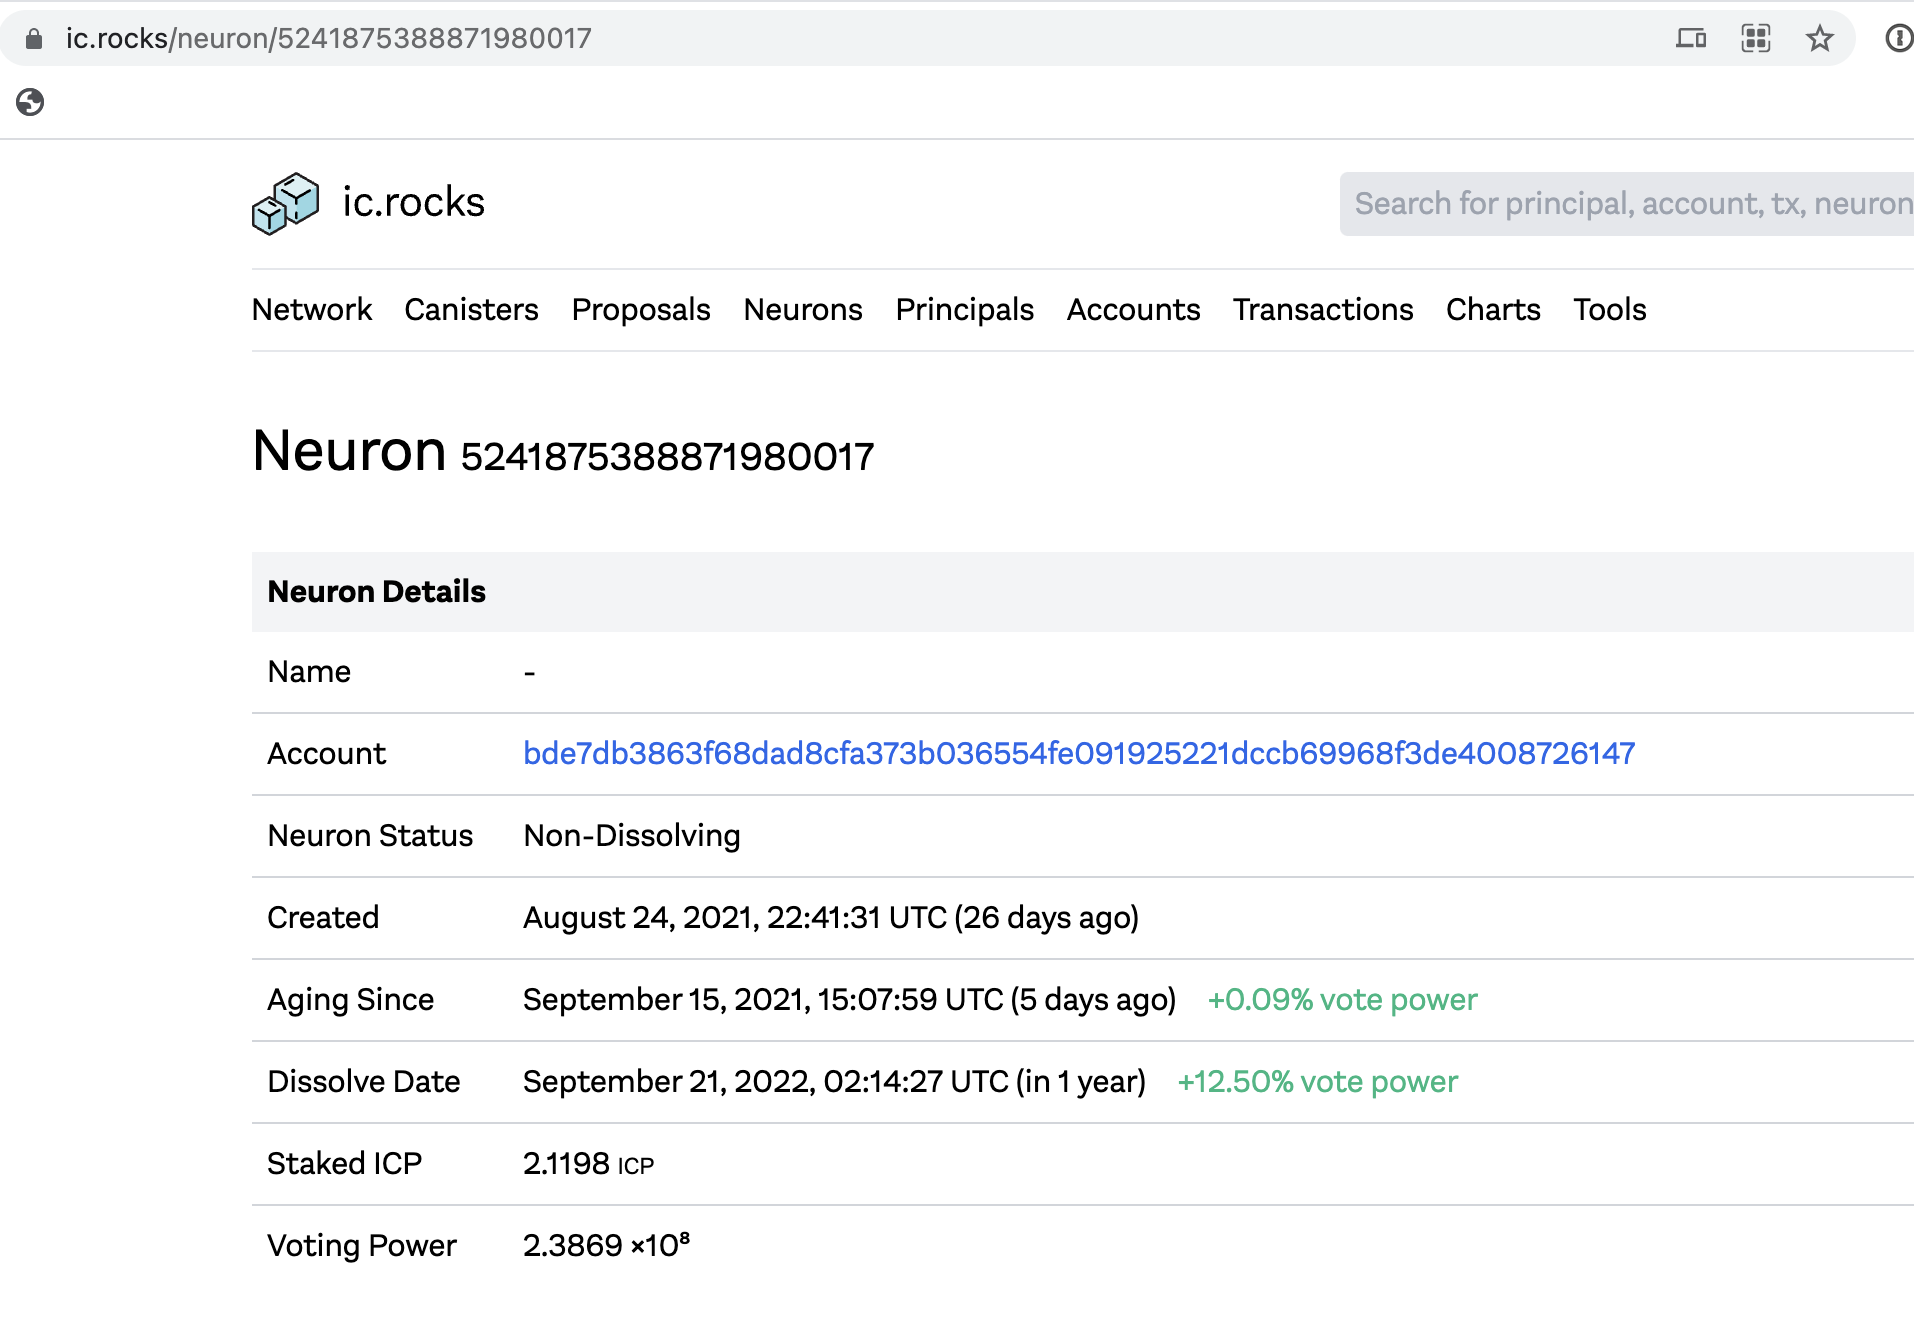 ic.rocks/neuron/5241875388871980017
ic.rocks
Search for principal, account, tx, neuron
Network Canisters Proposals Neurons Principals Accounts Transactions Charts Tools
Neuron 5241875388871980017
Neuron Details
Name -
Account bde7db3863f68dad8cfa373b036554fe091925221dccb69968f3de4008726147
Neuron Status Non-Dissolving
Created August 24, 2021, 22:41:31 UTC (26 days ago)
Aging Since September 15, 2021, 15:07:59 UTC (5 days ago) +0.09% vote power
Dissolve Date September 21, 2022, 02:14:27 UTC (in 1 year) +12.50% vote power
Staked ICP 2.1198 ICP
Voting Power 2.3869 ×10⁸